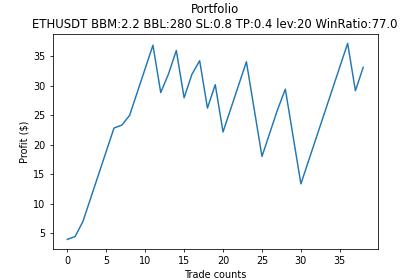 Portfolio
ETHUSDT BBM:2.2 BBL:280 SL:0.8 TP:0.4 lev:20 WinRatio:77.0
35
30
25
20
15
10
5
Profit ($)
0 5 10 15 20 25 30 35
Trade counts